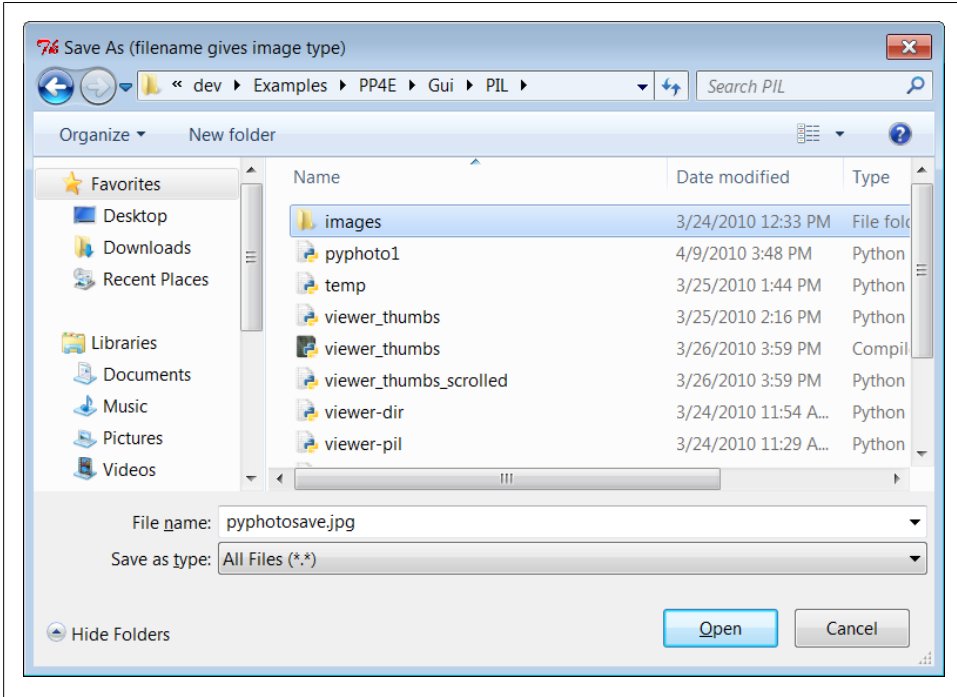 Save As (filename gives image type)
« dev Examples PP4E Gui PIL
Search PIL
Organize New folder
Favorites
Desktop
Downloads
Recent Places
Libraries
Documents
Music
Pictures
Videos
Name Date modified Type
images 3/24/2010 12:33 PM File fold
pyphoto1 4/9/2010 3:48 PM Python
temp 3/25/2010 1:44 PM Python
viewer_thumbs 3/25/2010 2:16 PM Python
viewer_thumbs 3/26/2010 3:59 PM Compil
viewer_thumbs_scrolled 3/26/2010 3:59 PM Python
viewer-dir 3/24/2010 11:54 A... Python
viewer-pil 3/24/2010 11:29 A... Python
File name: pyphotosave.jpg
Save as type: All Files (*.*)
Hide Folders
Open Cancel